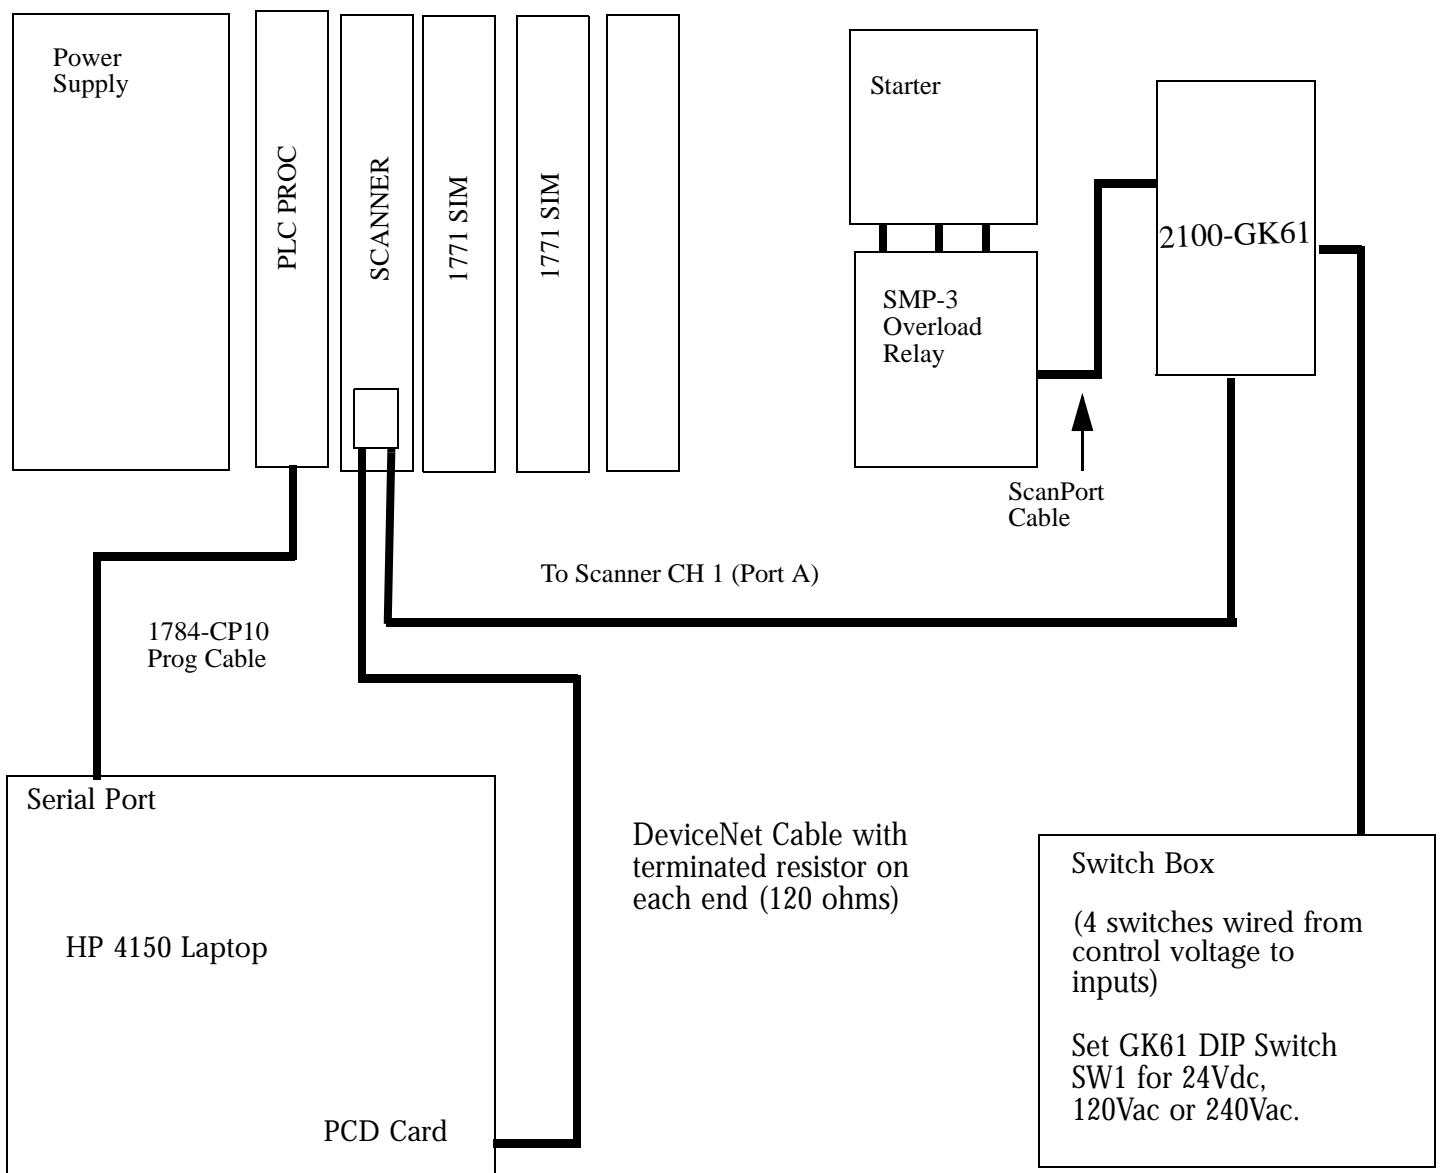 Power
Supply
PLC PROC
SCANNER
1771 SIM
1771 SIM
Starter
2100-GK61
SMP-3
Overload
Relay
ScanPort
Cable
To Scanner CH 1 (Port A)
1784-CP10
Prog Cable
Serial Port
HP 4150 Laptop
PCD Card
DeviceNet Cable with
terminated resistor on
each end (120 ohms)
Switch Box
(4 switches wired from
control voltage to
inputs)
Set GK61 DIP Switch
SW1 for 24Vdc,
120Vac or 240Vac.